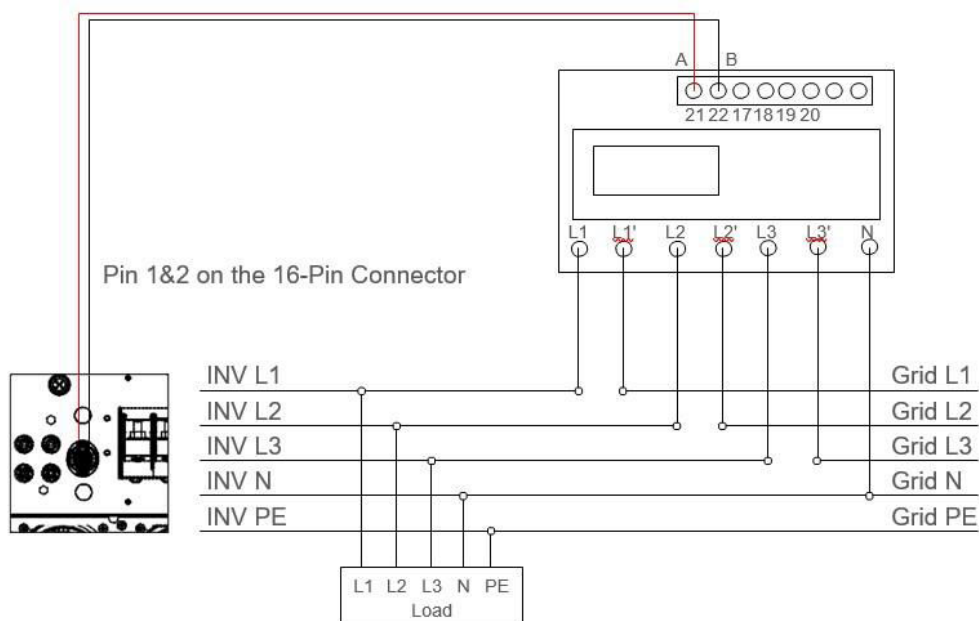 A B
21 22 17 18 19 20
L1 L1' L2 L2' L3 L3' N
Pin 1&2 on the 16-Pin Connector
INV L1 Grid L1
INV L2 Grid L2
INV L3 Grid L3
INV N Grid N
INV PE Grid PE
L1 L2 L3 N PE
Load